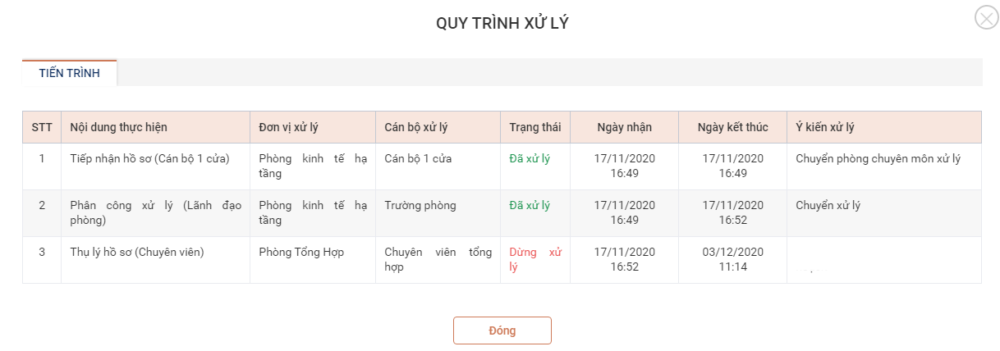 QUY TRÌNH XỬ LÝ
TIẾN TRÌNH
STT Nội dung thực hiện Đơn vị xử lý Cán bộ xử lý Trạng thái Ngày nhận Ngày kết thúc Ý kiến xử lý
1 Tiếp nhận hồ sơ (Cán bộ 1 cửa) Phòng kinh tế hạ Cán bộ 1 cửa Đã xử lý 17/11/2020 17/11/2020 Chuyển phòng chuyên môn xử lý
tầng 16:49 16:49
2 Phân công xử lý (Lãnh đạo Phòng kinh tế hạ Trưởng phòng Đã xử lý 17/11/2020 17/11/2020 Chuyển xử lý
phòng) tầng 16:49 16:52
3 Thụ lý hồ sơ (Chuyên viên) Phòng Tổng Hợp Chuyên viên tổng Dừng xử 17/11/2020 03/12/2020
hợp lý 16:52 11:14
Đóng